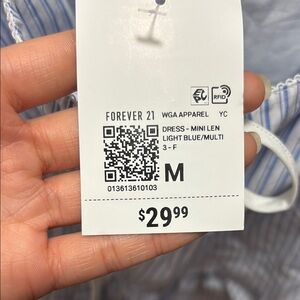 RFID
FOREVER 21 WGA APPAREL YC
DRESS - MINI LEN
LIGHT BLUE/MULTI
3 - F
M
013613610103
$29.99